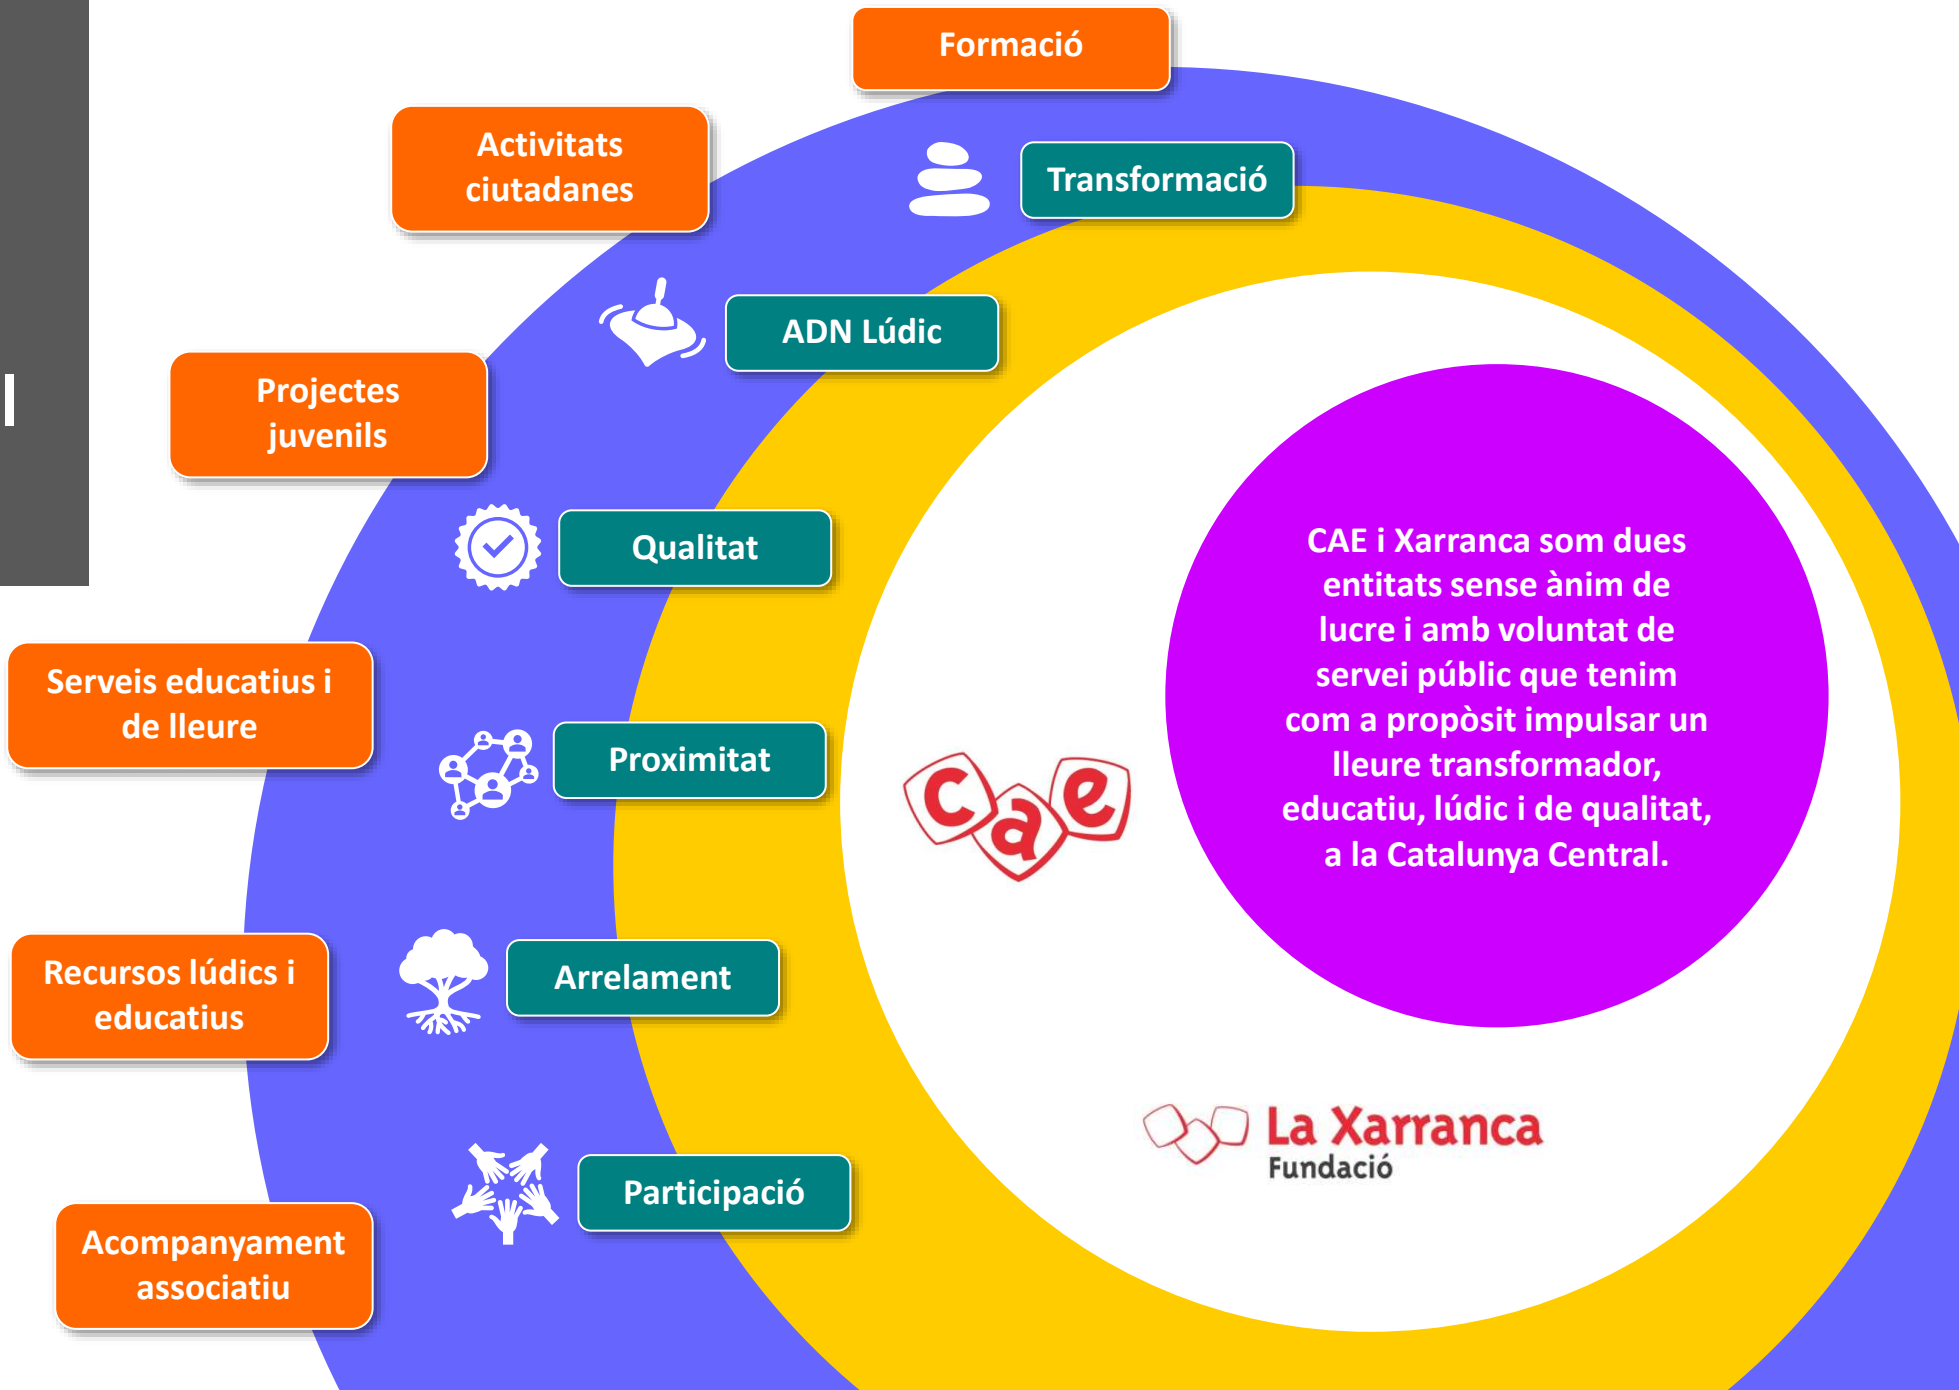 Formació
Activitats
ciutadanes
Transformació
ADN Lúdic
Projectes
juvenils
Qualitat
Serveis educatius i
de lleure
Proximitat
Recursos lúdics i
educatius
Arrelament
Participació
Acompanyament
associatiu
CAE i Xarranca som dues
entitats sense ànim de
lucre i amb voluntat de
servei públic que tenim
com a propòsit impulsar un
lleure transformador,
educatiu, lúdic i de qualitat,
a la Catalunya Central.
cae
La Xarranca
Fundació